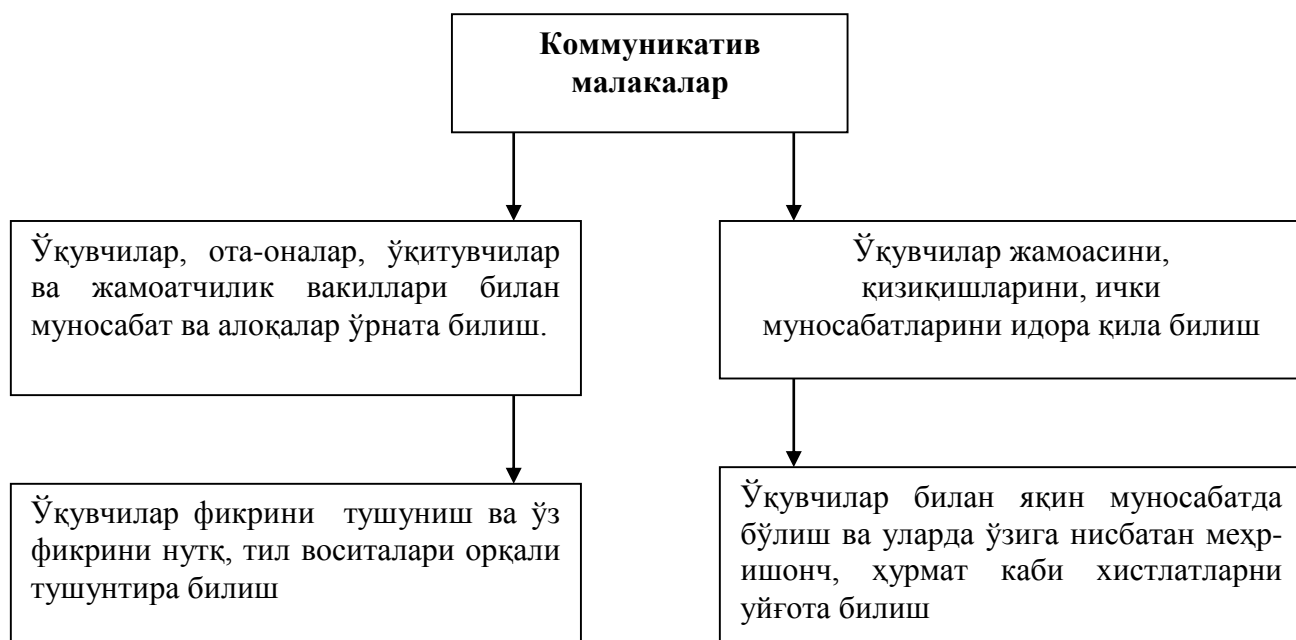 Коммуникатив
малакалар
Ўқувчилар, ота-оналар, ўқитувчилар
ва жамоатчилик вакиллари билан
муносабат ва алоқалар ўрната билиш.
Ўқувчилар жамоасини,
қизиқишларини, ички
муносабатларини идора қила билиш
Ўқувчилар фикрини тушуниш ва ўз
фикрини нутқ, тил воситалари орқали
тушунтира билиш
Ўқувчилар билан яқин муносабатда
бўлиш ва уларда ўзига нисбатан меҳр-
ишонч, ҳурмат каби хистлатларни
уйғота билиш